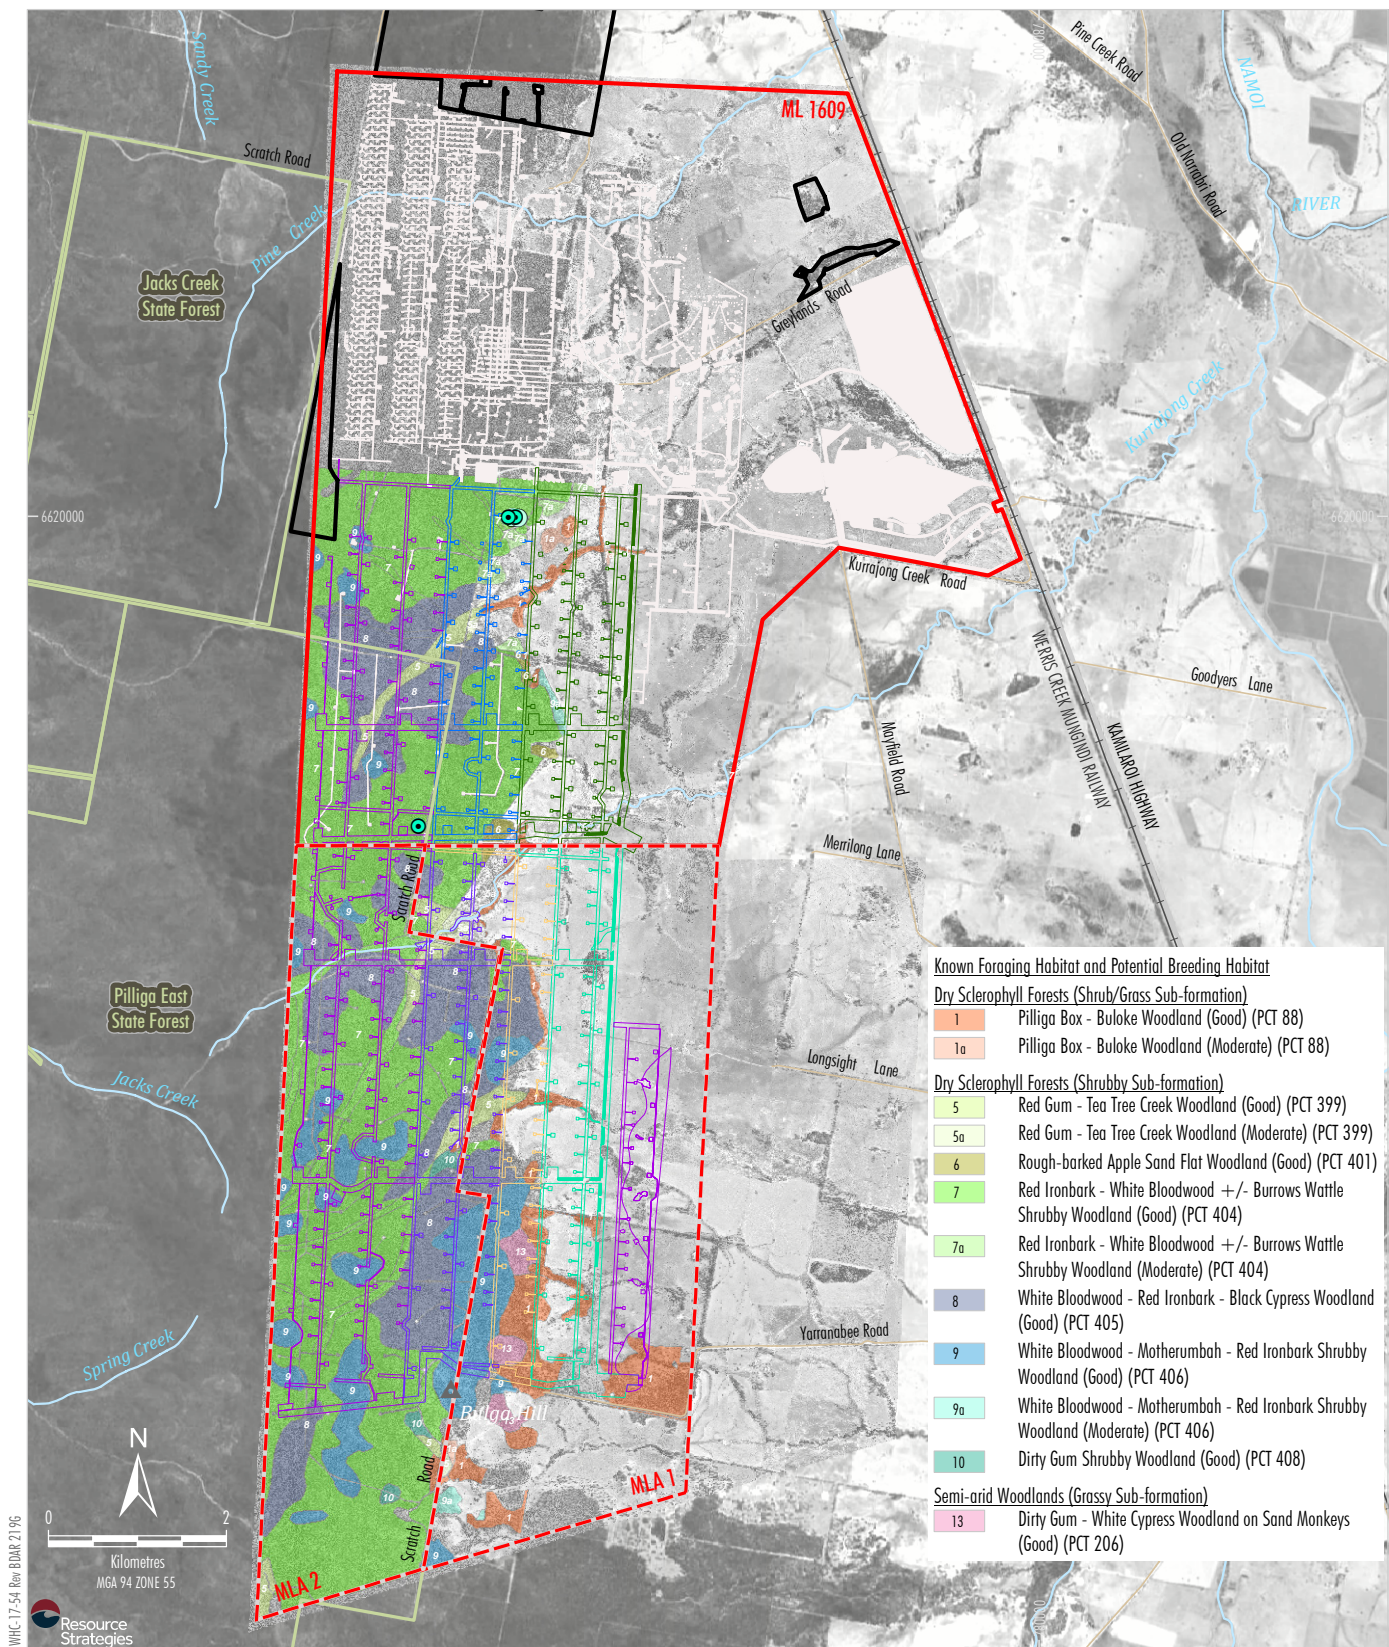 Sandy Creek
Pine Creek Road
NAMOI
780000
ML 1609
Scratch Road
Old Narrabri Road
RIVER
Pine Creek
Jacks Creek
State Forest
Greylands Road
Kurrajong Creek
6620000
6620000
Kurrajong Creek Road
WERRIS CREEK MUNGINDI RAILWAY
KAMILAROI HIGHWAY
Goodyers Lane
Mayfield Road
Merrilong Lane
Scratch Road
Pilliga East
State Forest
Jacks Creek
Longsight Lane
Yarranabee Road
Spring Creek
Bulga Hill
Scratch Road
MLA 1
MLA 2
N
0 2
Kilometres
MGA 94 ZONE 55
WHC-17-54 Rev BDAR 219G
Resource
Strategies
Known Foraging Habitat and Potential Breeding Habitat
Dry Sclerophyll Forests (Shrub/Grass Sub-formation)
1 Pilliga Box - Buloke Woodland (Good) (PCT 88)
1a Pilliga Box - Buloke Woodland (Moderate) (PCT 88)
Dry Sclerophyll Forests (Shrubby Sub-formation)
5 Red Gum - Tea Tree Creek Woodland (Good) (PCT 399)
5a Red Gum - Tea Tree Creek Woodland (Moderate) (PCT 399)
6 Rough-barked Apple Sand Flat Woodland (Good) (PCT 401)
7 Red Ironbark - White Bloodwood +/- Burrows Wattle
Shrubby Woodland (Good) (PCT 404)
7a Red Ironbark - White Bloodwood +/- Burrows Wattle
Shrubby Woodland (Moderate) (PCT 404)
8 White Bloodwood - Red Ironbark - Black Cypress Woodland
(Good) (PCT 405)
9 White Bloodwood - Motherumbah - Red Ironbark Shrubby
Woodland (Good) (PCT 406)
9a White Bloodwood - Motherumbah - Red Ironbark Shrubby
Woodland (Moderate) (PCT 406)
10 Dirty Gum Shrubby Woodland (Good) (PCT 408)
Semi-arid Woodlands (Grassy Sub-formation)
13 Dirty Gum - White Cypress Woodland on Sand Monkeys
(Good) (PCT 206)